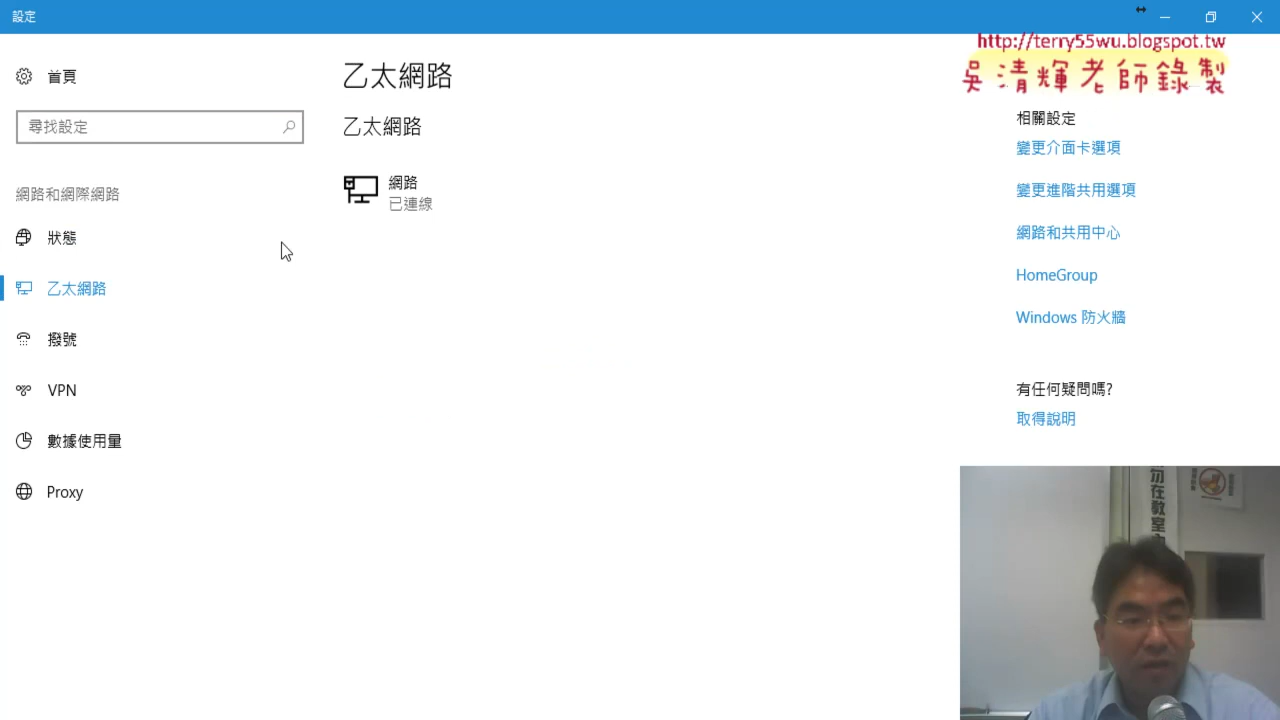 設定
http://terry55wu.blogspot.tw
吳清輝老師錄製
首頁
尋找設定
網路和網際網路
狀態
乙太網路
撥號
VPN
數據使用量
Proxy
乙太網路
乙太網路
網路
已連線
相關設定
變更介面卡選項
變更進階共用選項
網路和共用中心
HomeGroup
Windows 防火牆
有任何疑問嗎?
取得說明
勿在教室